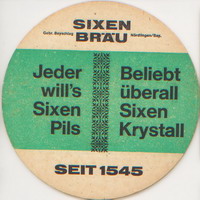 SIXEN
BRÄU
Jeder
will's
Sixen
Pils
Beliebt
überall
Sixen
Krystall
SEIT 1545